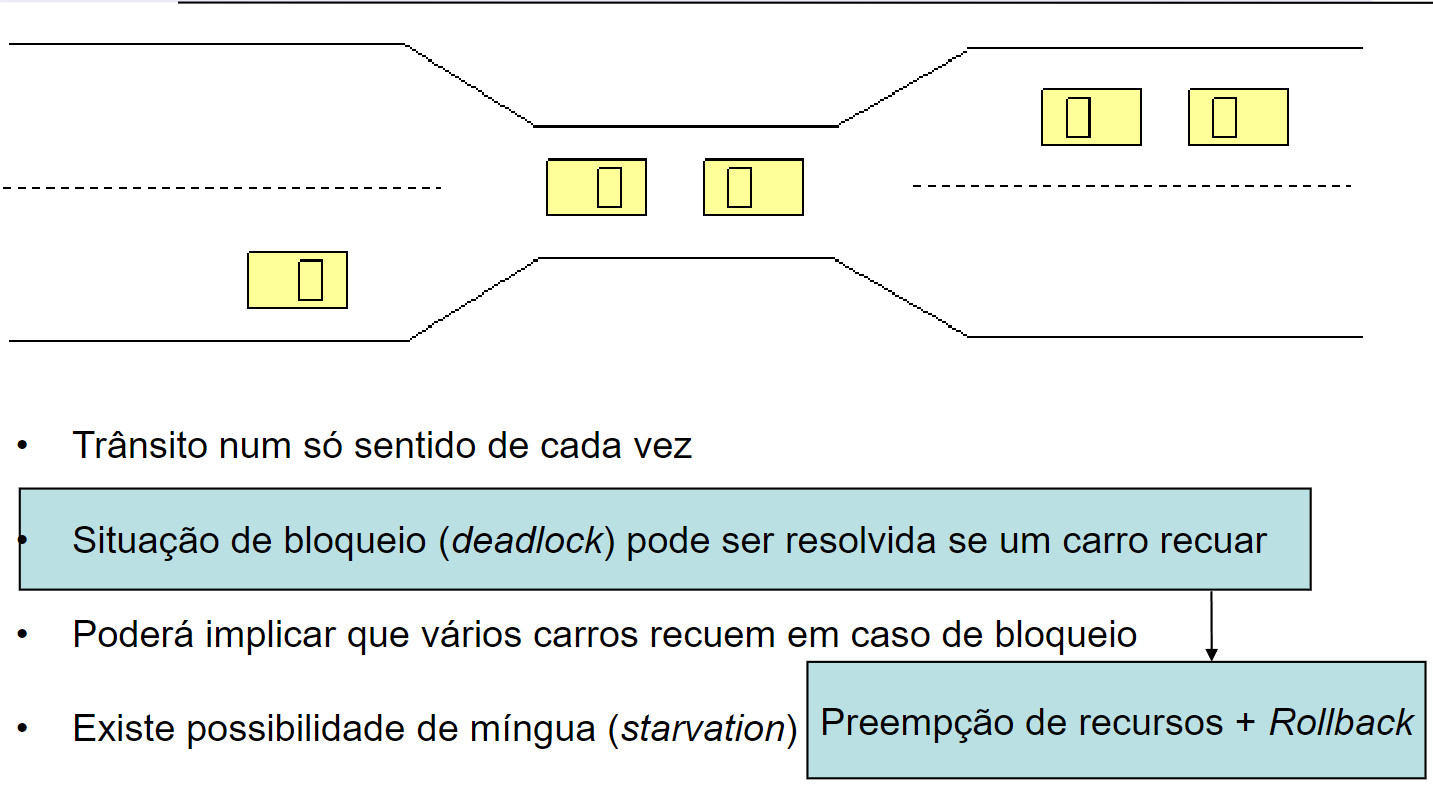 • Trânsito num só sentido de cada vez
• Situação de bloqueio (deadlock) pode ser resolvida se um carro recuar
• Poderá implicar que vários carros recuem em caso de bloqueio
• Existe possibilidade de míngua (starvation)
Preempção de recursos + Rollback